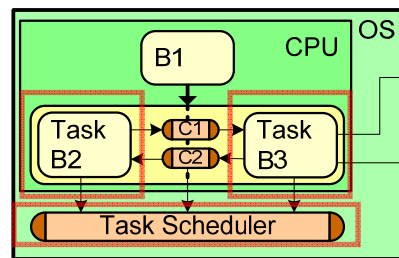 OS
CPU
B1
Task
B2
C1
C2
Task
B3
Task Scheduler